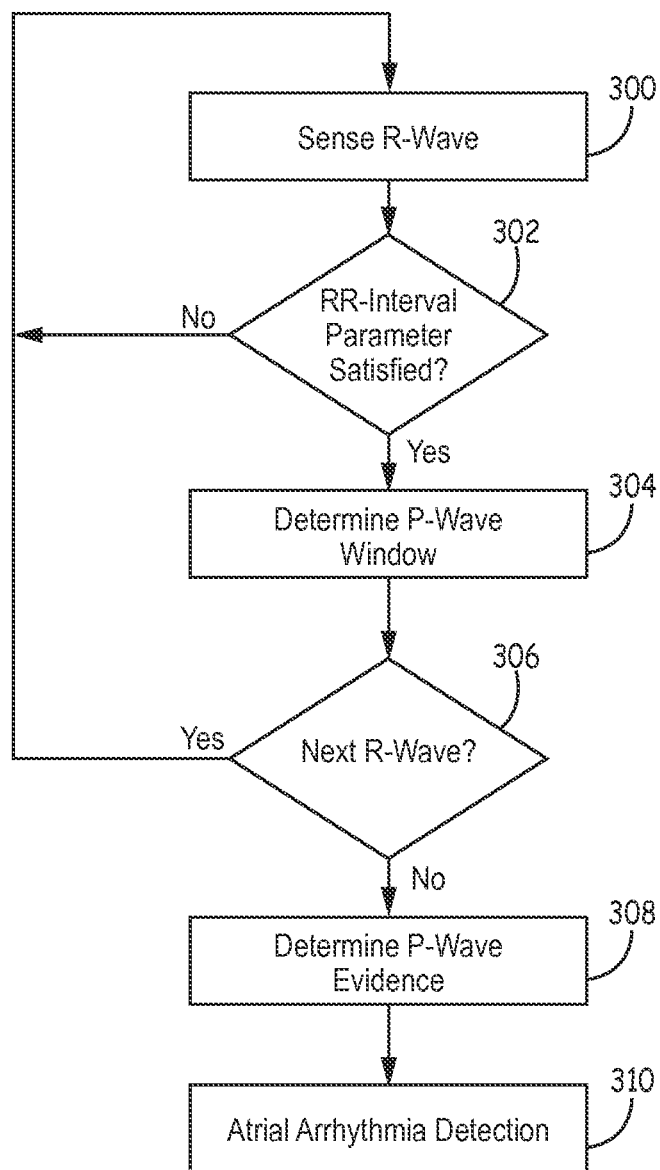 300
Sense R-Wave
302
RR-Interval
Parameter
Satisfied?
No
Yes
304
Determine P-Wave
Window
306
Yes
Next R-Wave?
No
308
Determine P-Wave
Evidence
310
Atrial Arrhythmia Detection